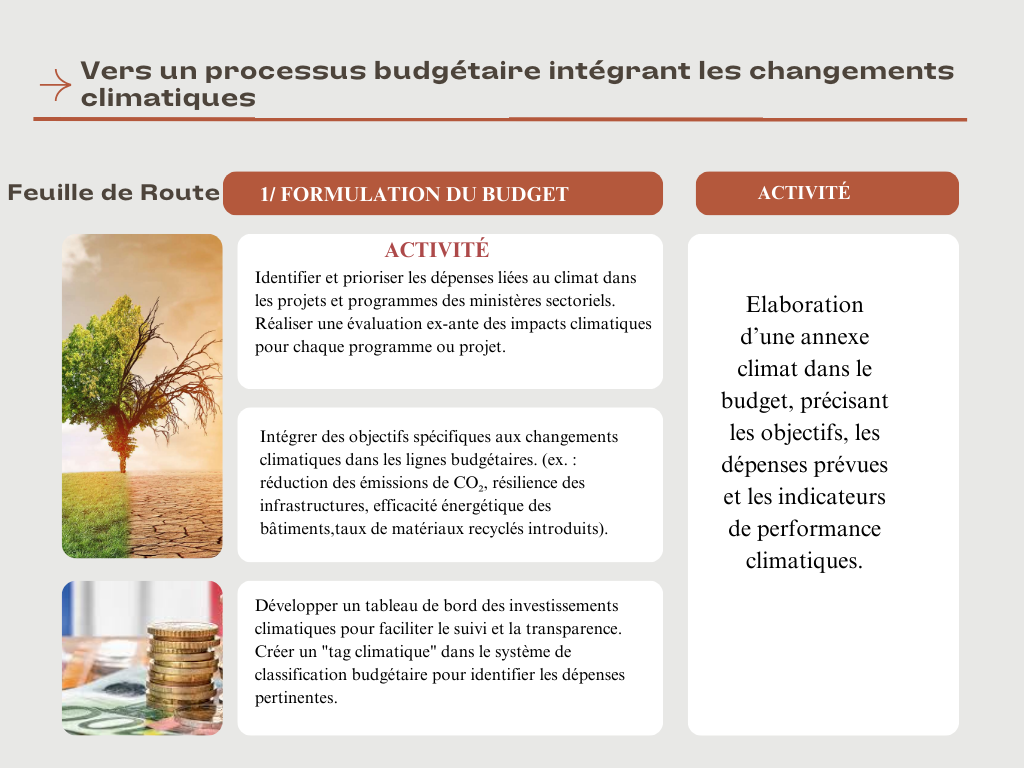 Vers un processus budgétaire intégrant les changements
climatiques
Feuille de Route
1/ FORMULATION DU BUDGET
ACTIVITÉ
Identifier et prioriser les dépenses liées au climat dans
les projets et programmes des ministères sectoriels.
Réaliser une évaluation ex-ante des impacts climatiques
pour chaque programme ou projet.
Intégrer des objectifs spécifiques aux changements
climatiques dans les lignes budgétaires. (ex. :
réduction des émissions de CO₂, résilience des
infrastructures, efficacité énergétique des
bâtiments,taux de matériaux recyclés introduits).
Développer un tableau de bord des investissements
climatiques pour faciliter le suivi et la transparence.
Créer un "tag climatique" dans le système de
classification budgétaire pour identifier les dépenses
pertinentes.
ACTIVITÉ
Elaboration
d’une annexe
climat dans le
budget, précisant
les objectifs, les
dépenses prévues
et les indicateurs
de performance
climatiques.